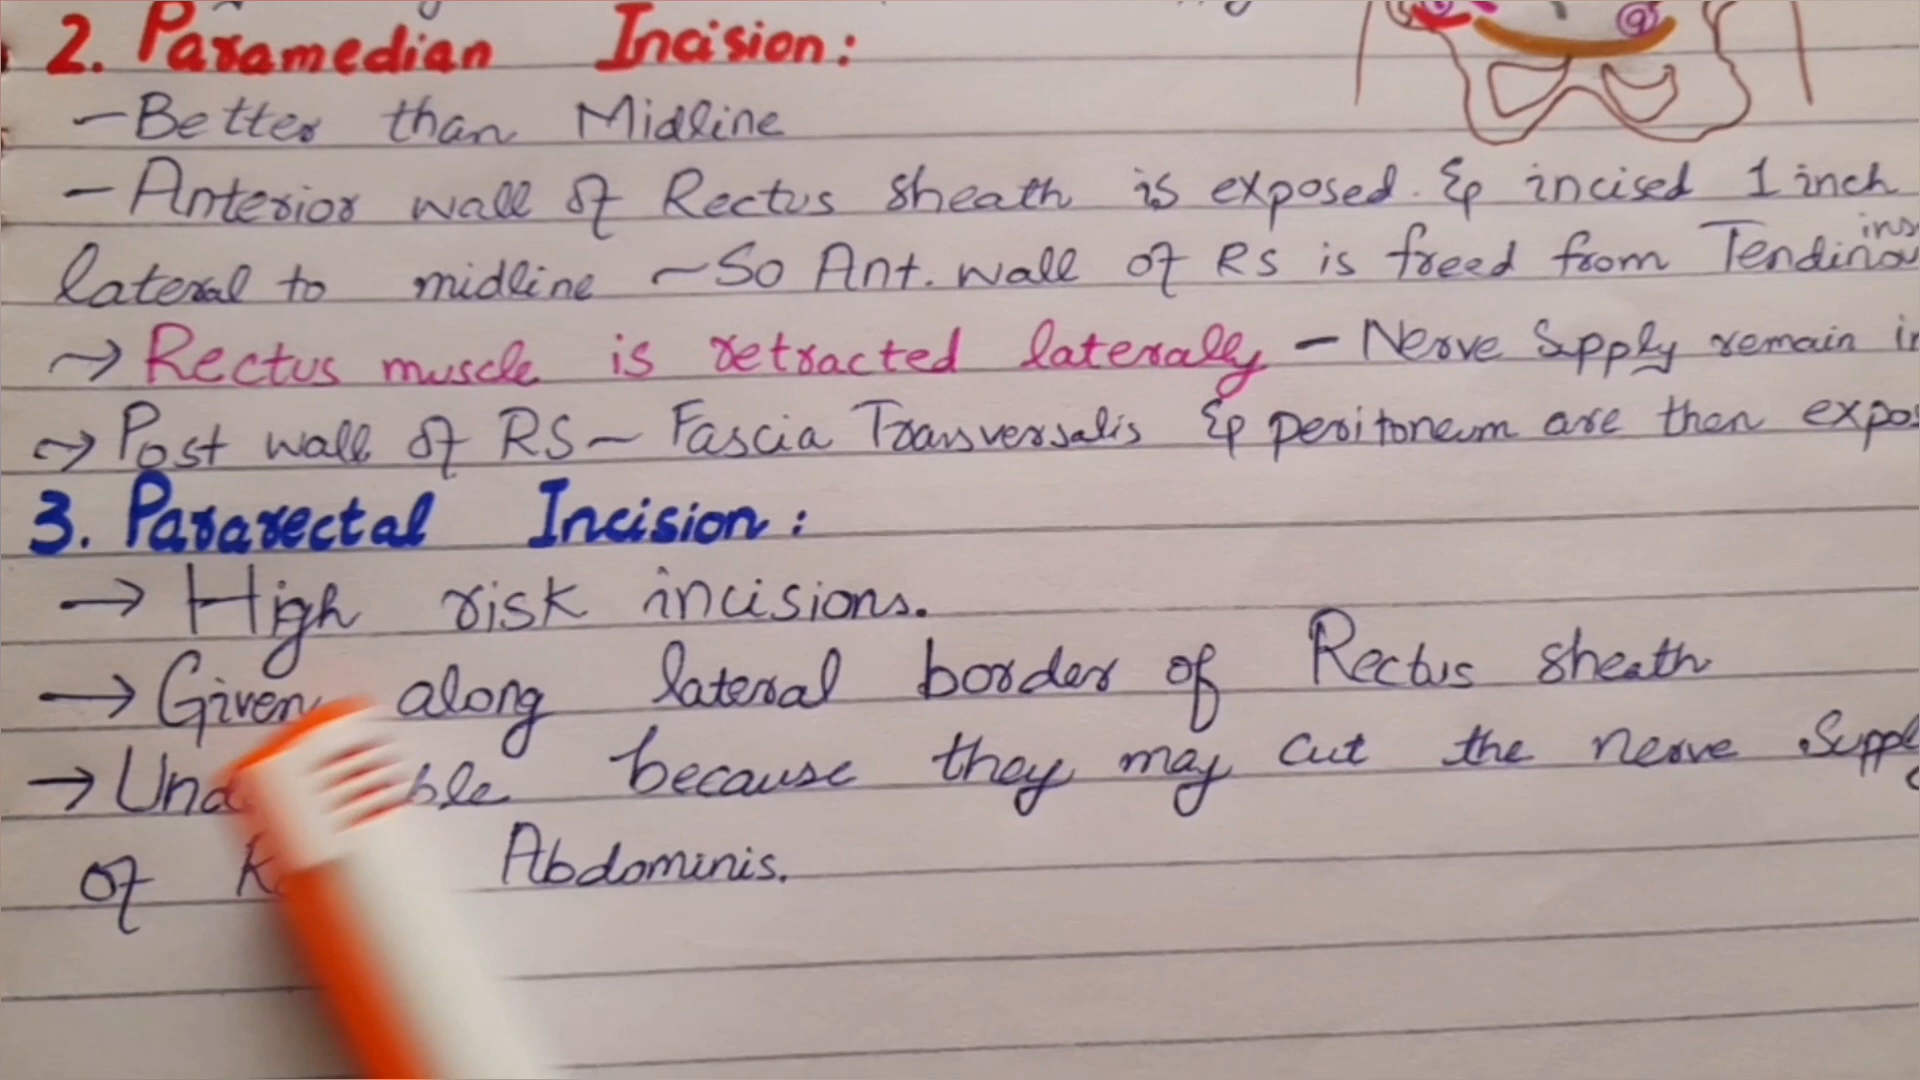 2. Paramedian Incision:
- Better than Midline
- Anterior wall of Rectus sheath is exposed & incised 1 inch
lateral to midline ~ So Ant. wall of RS is freed from
→ Rectus muscle is retracted laterally - Nerve Supply remain
→ Post wall of RS ~ Fascia Transversalis & peritoneum are then
3. Pararectal Incision:
→ High risk incisions.
→ Given along lateral border of Rectus sheath
→ because they may cut the nerve
of Abdominis.